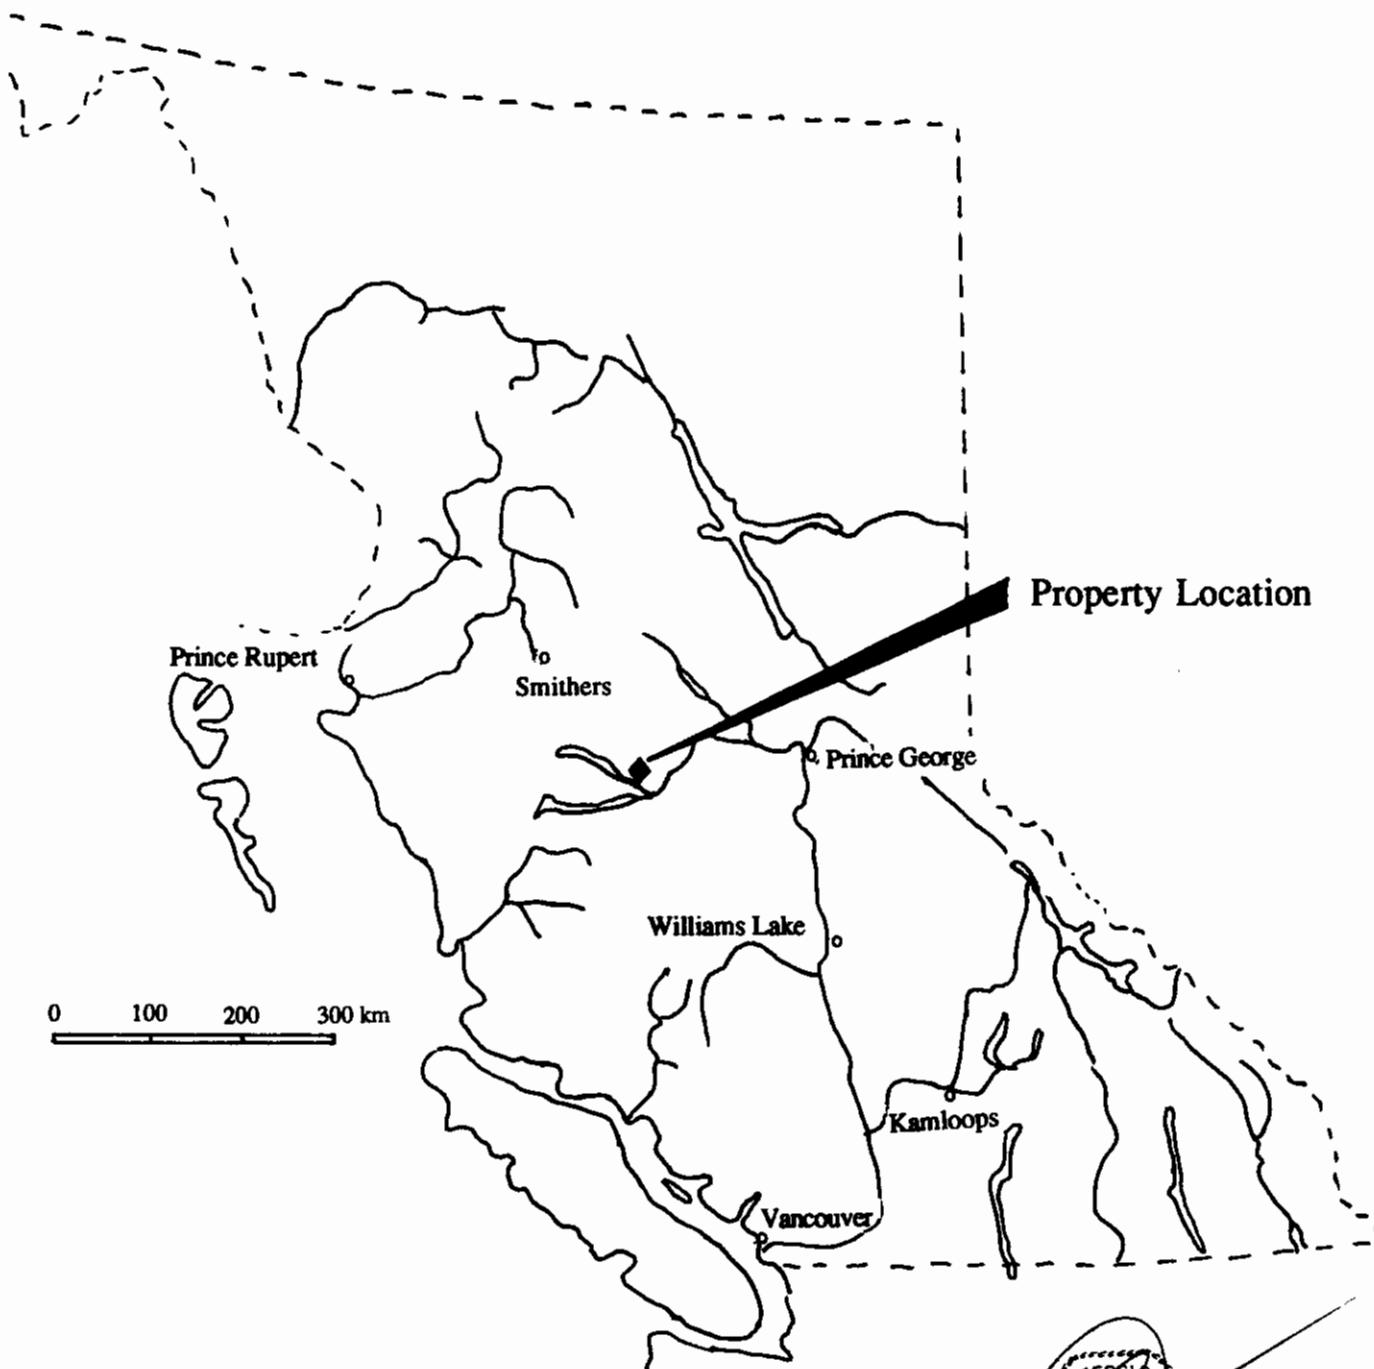 Property Location
Prince Rupert
Smithers
Prince George
Williams Lake
0 100 200 300 km
Kamloops
Vancouver